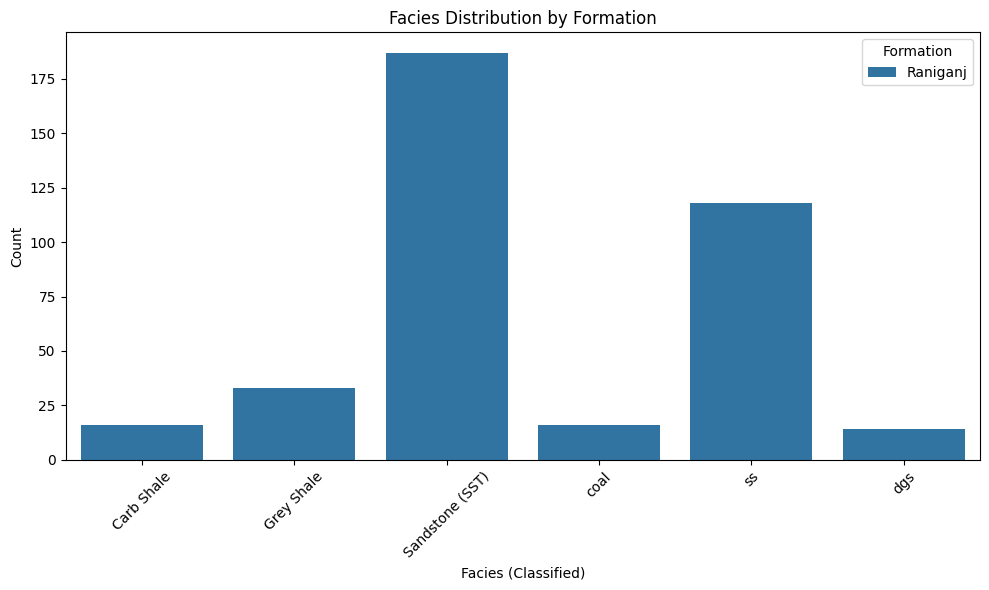 Facies Distribution by Formation
Formation
Raniganj
175
150
125
100
75
50
25
0
Count
Carb Shale
Grey Shale
Sandstone (SST)
coal
ss
dgs
Facies (Classified)